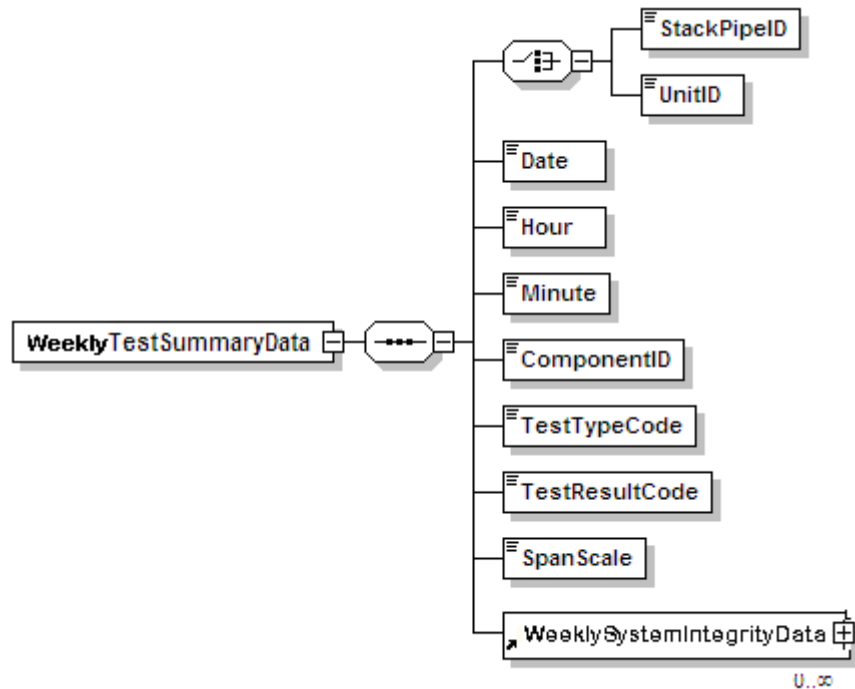 StackPipeID
UnitID
Date
Hour
Minute
WeeklyTestSummaryData
ComponentID
TestTypeCode
TestResultCode
SpanScale
WeeklySystemIntegrityData
0..∞